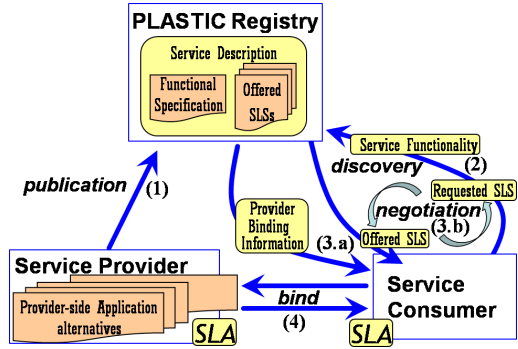 PLASTIC Registry
Service Description
Functional
Specification
Offered
SLSs
Service Functionality
discovery
(2)
publication
(1)
Requested SLS
negotiation
(3.b)
Provider
Binding
Information
(3.a)
Offered SLS
Service Provider
Provider-side Application
alternatives
SLA
bind
(4)
Service
Consumer
SLA